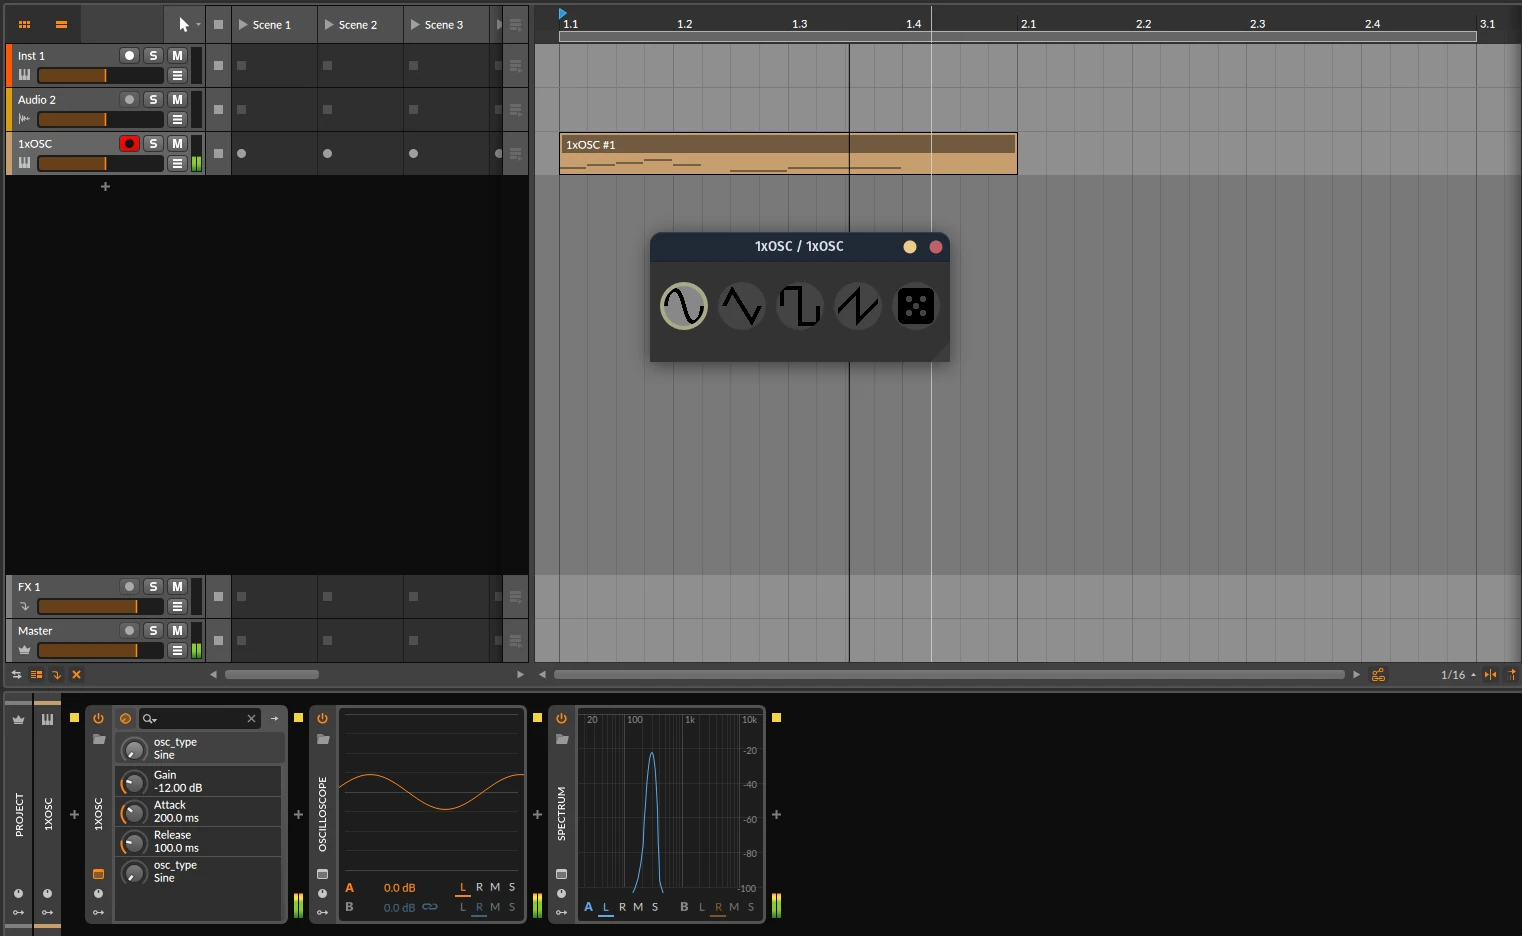 Scene 1
Scene 2
Scene 3
1.1
1.2
1.3
1.4
2.1
2.2
2.3
2.4
3.1
Inst 1
S
M
Audio 2
S
M
1xOSC
S
M
1xOSC #1
1xOSC / 1xOSC
FX 1
S
M
Master
S
M
1/16
PROJECT
1XOSC
1XOSC
osc_type
Sine
Gain
-12.00 dB
Attack
200.0 ms
Release
100.0 ms
osc_type
Sine
OSCILLOSCOPE
A 0.0 dB L R M S
B 0.0 dB L R M S
SPECTRUM
20 100 1k 10k
-20
-40
-60
-80
-100
A L R M S B L R M S